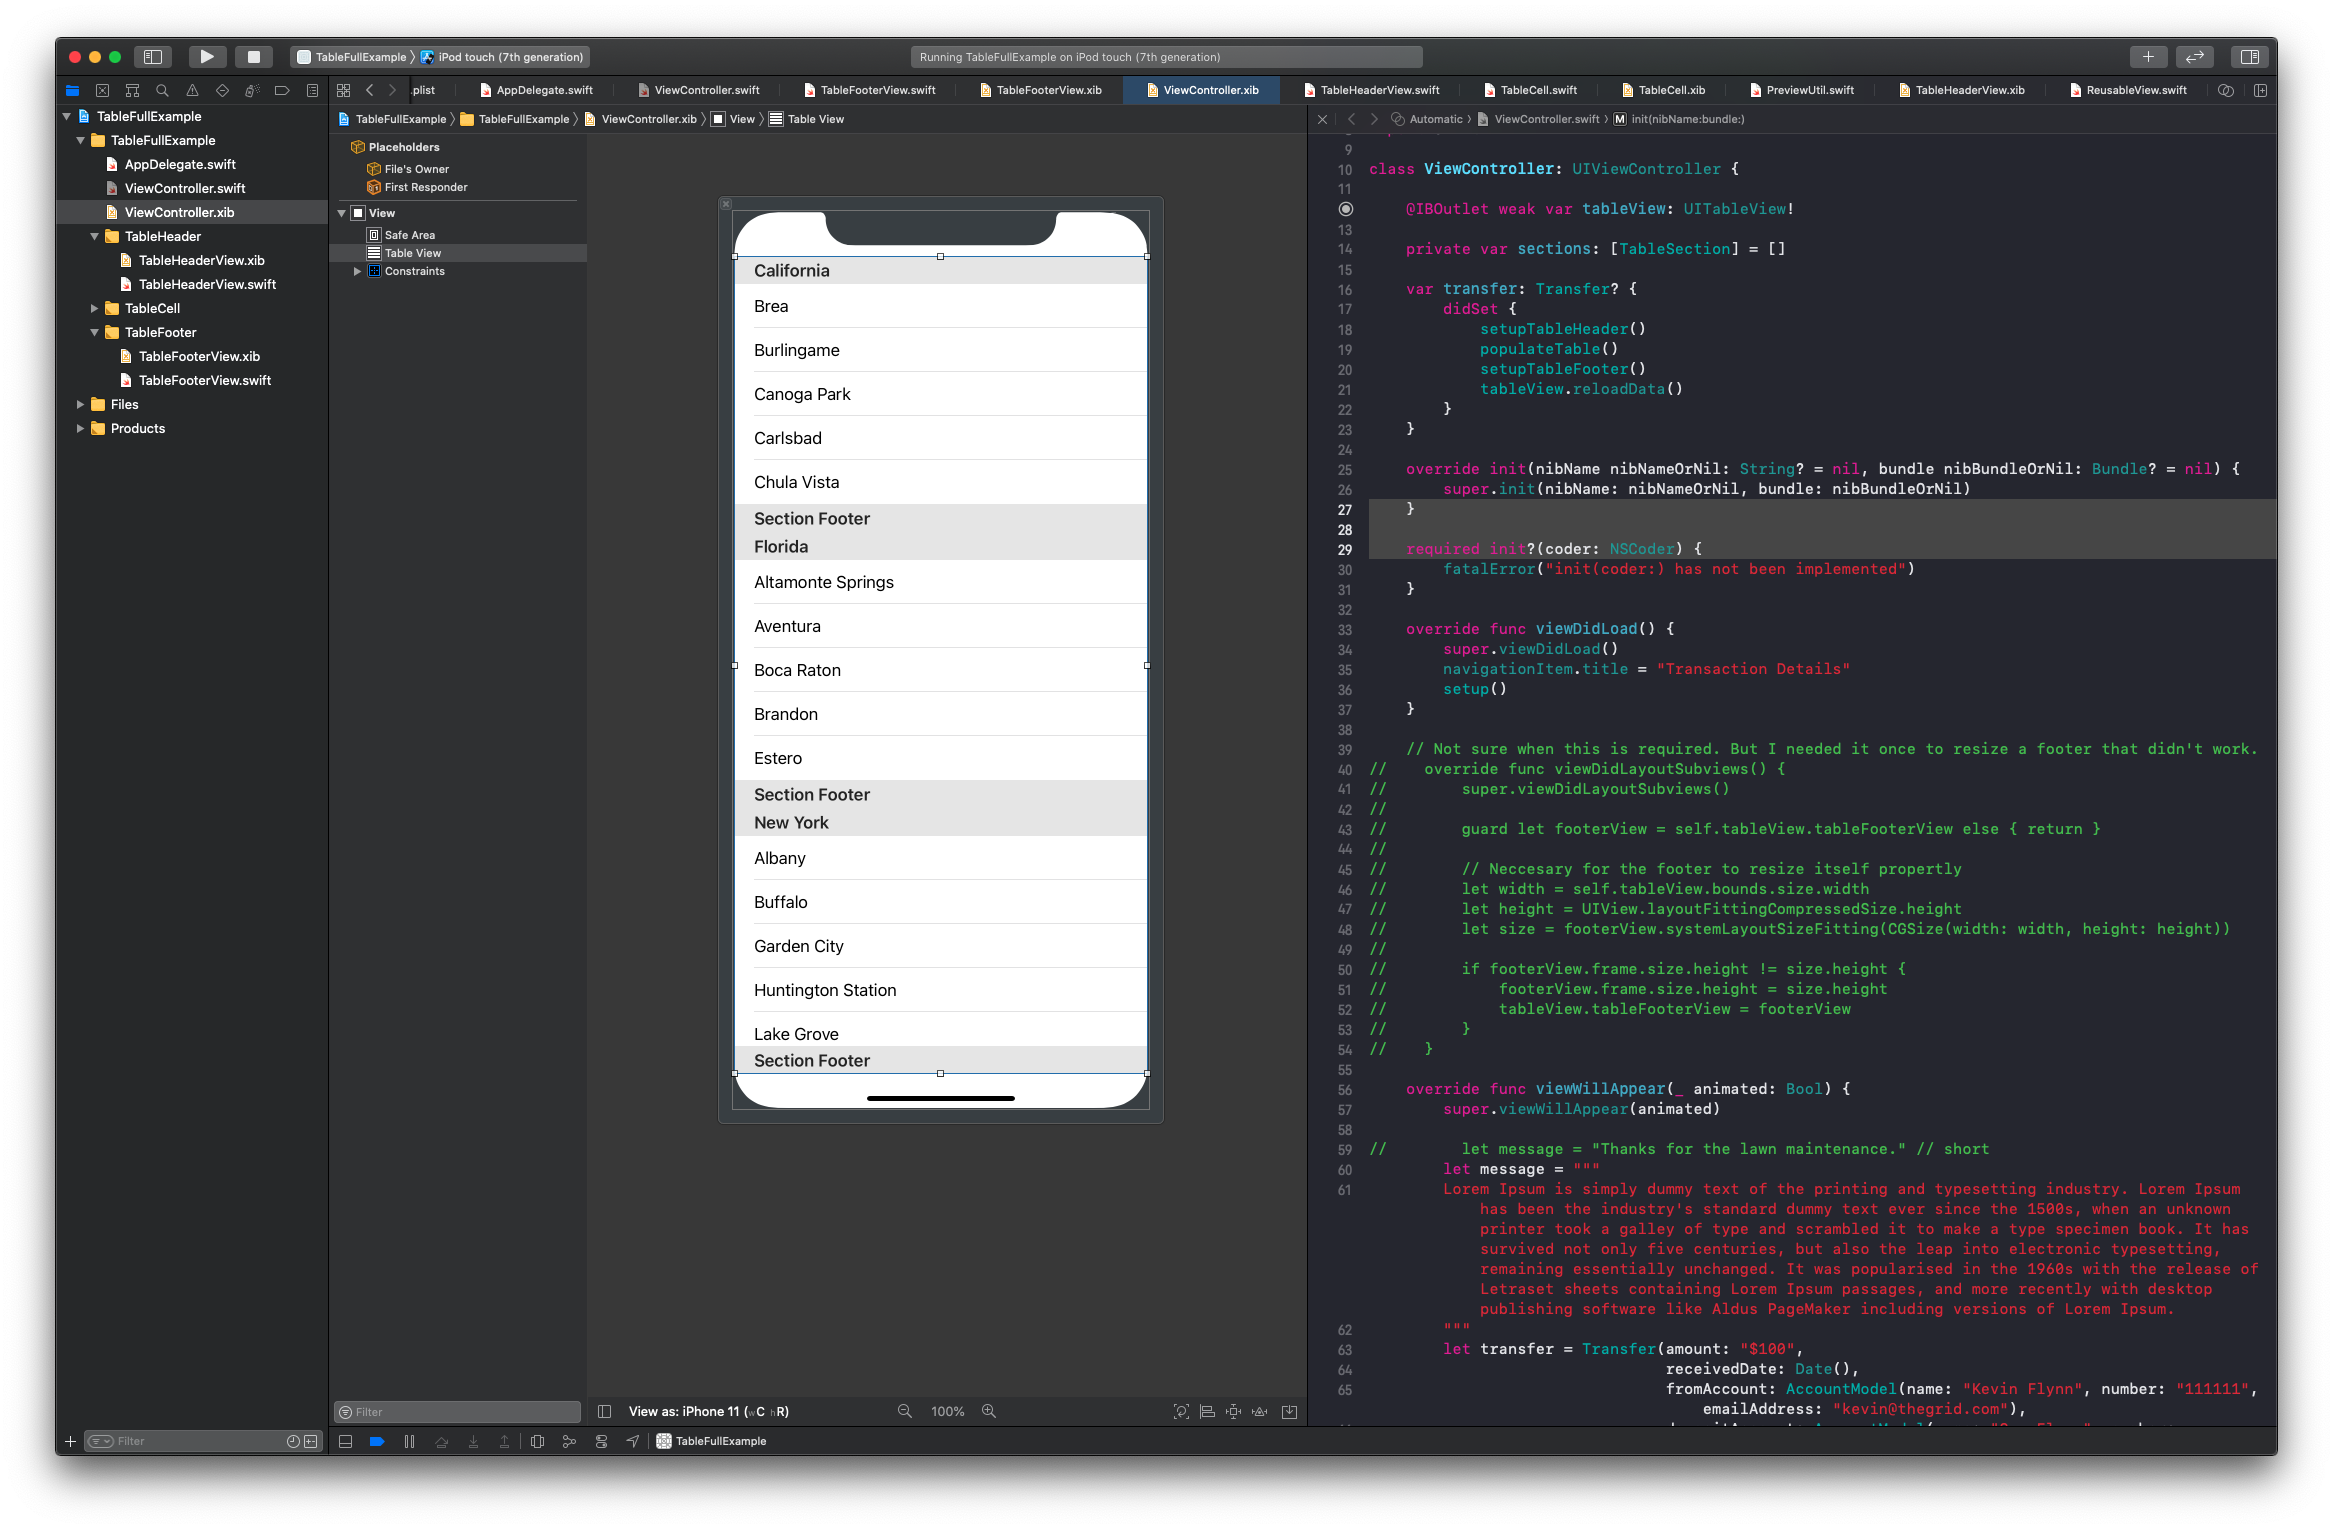 TableFullExample
iPod touch (7th generation)
Running TableFullExample on iPod touch (7th generation)
.plist
AppDelegate.swift
ViewController.swift
TableFooterView.swift
TableFooterView.xib
ViewController.xib
TableHeaderView.swift
TableCell.swift
TableCell.xib
PreviewUtil.swift
TableHeaderView.xib
ReusableView.swift
TableFullExample
TableFullExample
AppDelegate.swift
ViewController.swift
ViewController.xib
TableHeader
TableHeaderView.xib
TableHeaderView.swift
TableCell
TableFooter
TableFooterView.xib
TableFooterView.swift
Files
Products
Filter
TableFullExample
TableFullExample
ViewController.xib
View
Table View
Placeholders
File's Owner
First Responder
View
Safe Area
Table View
Constraints
Filter
California
Brea
Burlingame
Canoga Park
Carlsbad
Chula Vista
Section Footer
Florida
Altamonte Springs
Aventura
Boca Raton
Brandon
Estero
Section Footer
New York
Albany
Buffalo
Garden City
Huntington Station
Lake Grove
Section Footer
View as: iPhone 11 (wC hR)
100%
TableFullExample
Automatic
ViewController.swift
M init(nibName:bundle:)
9
10 class ViewController: UIViewController {
11
@IBOutlet weak var tableView: UITableView!
13
14 private var sections: [TableSection] = []
15
16 var transfer: Transfer? {
17 didSet {
18 setupTableHeader()
19 populateTable()
20 setupTableFooter()
21 tableView.reloadData()
22 }
23 }
24
25 override init(nibName nibNameOrNil: String? = nil, bundle nibBundleOrNil: Bundle? = nil) {
26 super.init(nibName: nibNameOrNil, bundle: nibBundleOrNil)
27 }
28
29 required init?(coder: NSCoder) {
30 fatalError("init(coder:) has not been implemented")
31 }
32
33 override func viewDidLoad() {
34 super.viewDidLoad()
35 navigationItem.title = "Transaction Details"
36 setup()
37 }
38
39 // Not sure when this is required. But I needed it once to resize a footer that didn't work.
40 // override func viewDidLayoutSubviews() {
41 // super.viewDidLayoutSubviews()
42 //
43 // guard let footerView = self.tableView.tableFooterView else { return }
44 //
45 // // Neccesary for the footer to resize itself propertly
46 // let width = self.tableView.bounds.size.width
47 // let height = UIView.layoutFittingCompressedSize.height
48 // let size = footerView.systemLayoutSizeFitting(CGSize(width: width, height: height))
49 //
50 // if footerView.frame.size.height != size.height {
51 // footerView.frame.size.height = size.height
52 // tableView.tableFooterView = footerView
53 // }
54 // }
55
56 override func viewWillAppear(_ animated: Bool) {
57 super.viewWillAppear(animated)
58
59 // let message = "Thanks for the lawn maintenance." // short
60 let message = """
61 Lorem Ipsum is simply dummy text of the printing and typesetting industry. Lorem Ipsum
has been the industry's standard dummy text ever since the 1500s, when an unknown
printer took a galley of type and scrambled it to make a type specimen book. It has
survived not only five centuries, but also the leap into electronic typesetting,
remaining essentially unchanged. It was popularised in the 1960s with the release of
Letraset sheets containing Lorem Ipsum passages, and more recently with desktop
publishing software like Aldus PageMaker including versions of Lorem Ipsum.
62 """
63 let transfer = Transfer(amount: "$100",
64 receivedDate: Date(),
65 fromAccount: AccountModel(name: "Kevin Flynn", number: "111111",
emailAddress: "kevin@thegrid.com"),